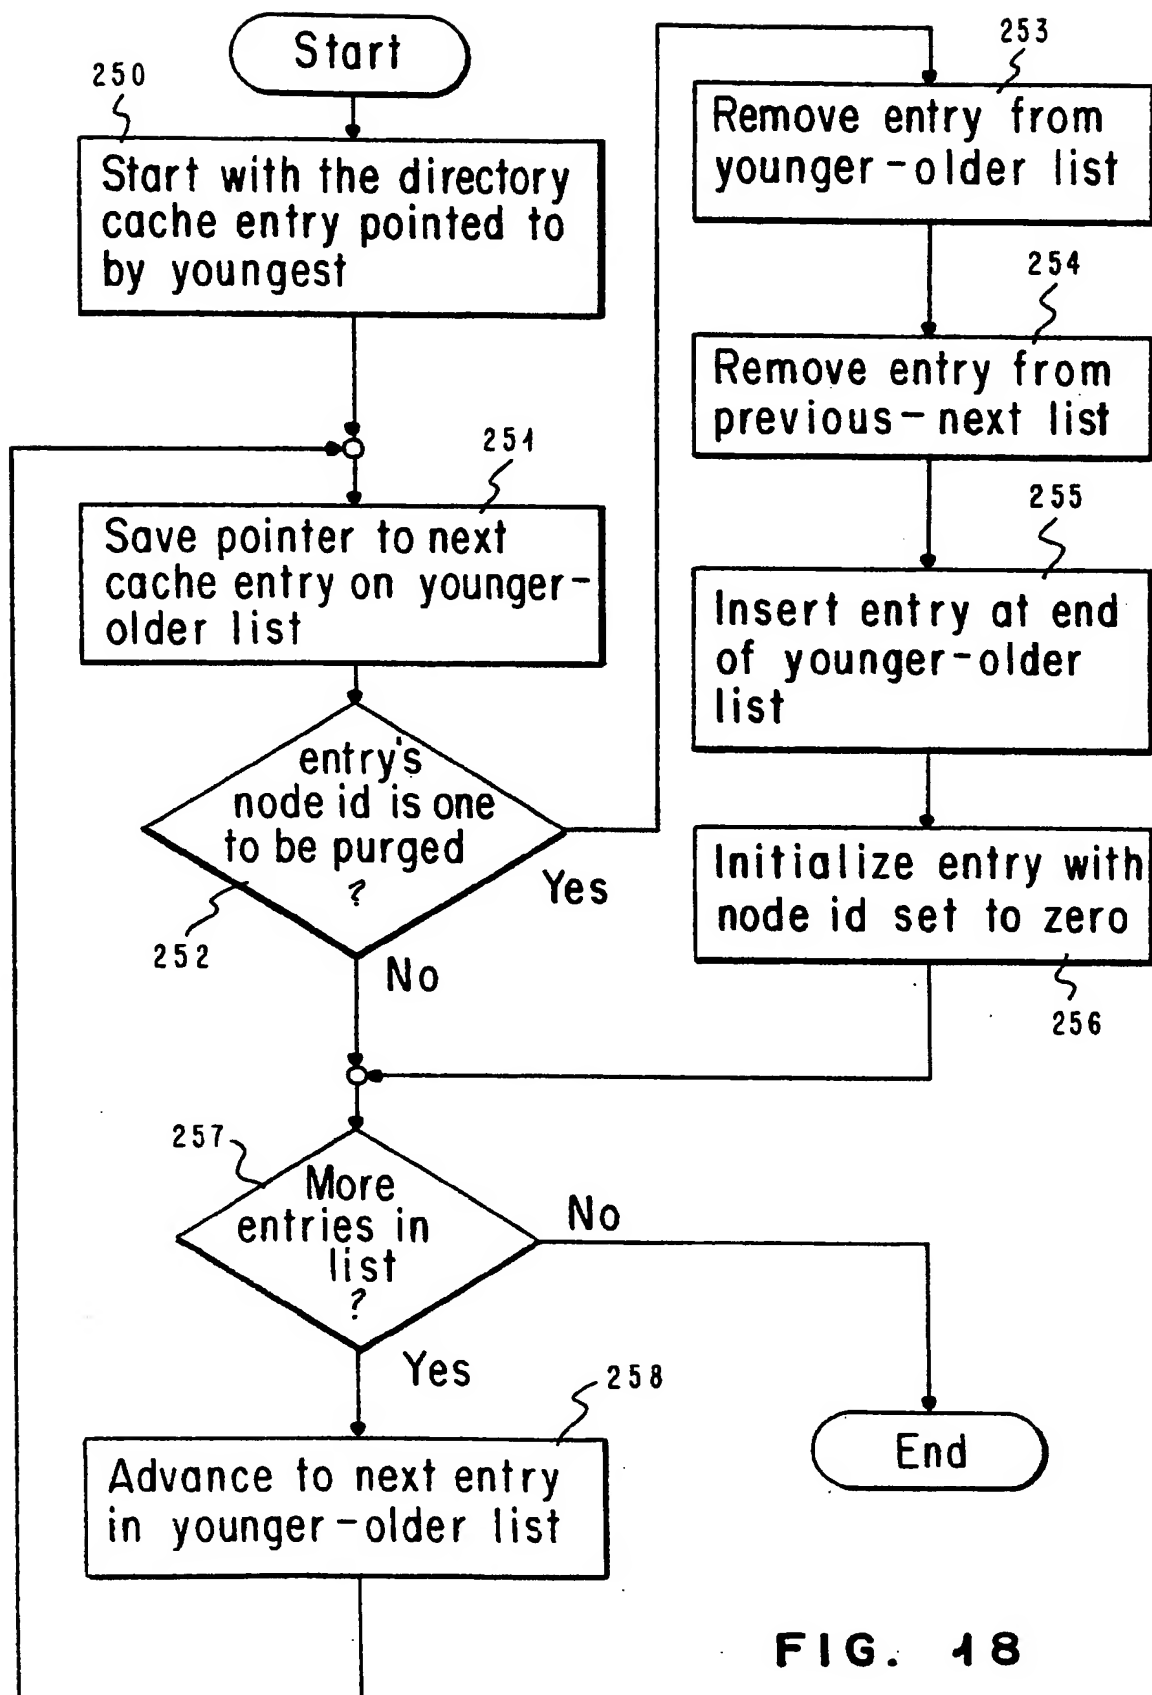 Start
250
Start with the directory
cache entry pointed to
by youngest
251
Save pointer to next
cache entry on younger-
older list
entry's
node id is one
to be purged
?
252
Yes
No
253
Remove entry from
younger-older list
254
Remove entry from
previous-next list
255
Insert entry at end
of younger-older
list
Initialize entry with
node id set to zero
256
257
More
entries in
list
?
No
Yes
258
Advance to next entry
in younger-older list
End
FIG. 18